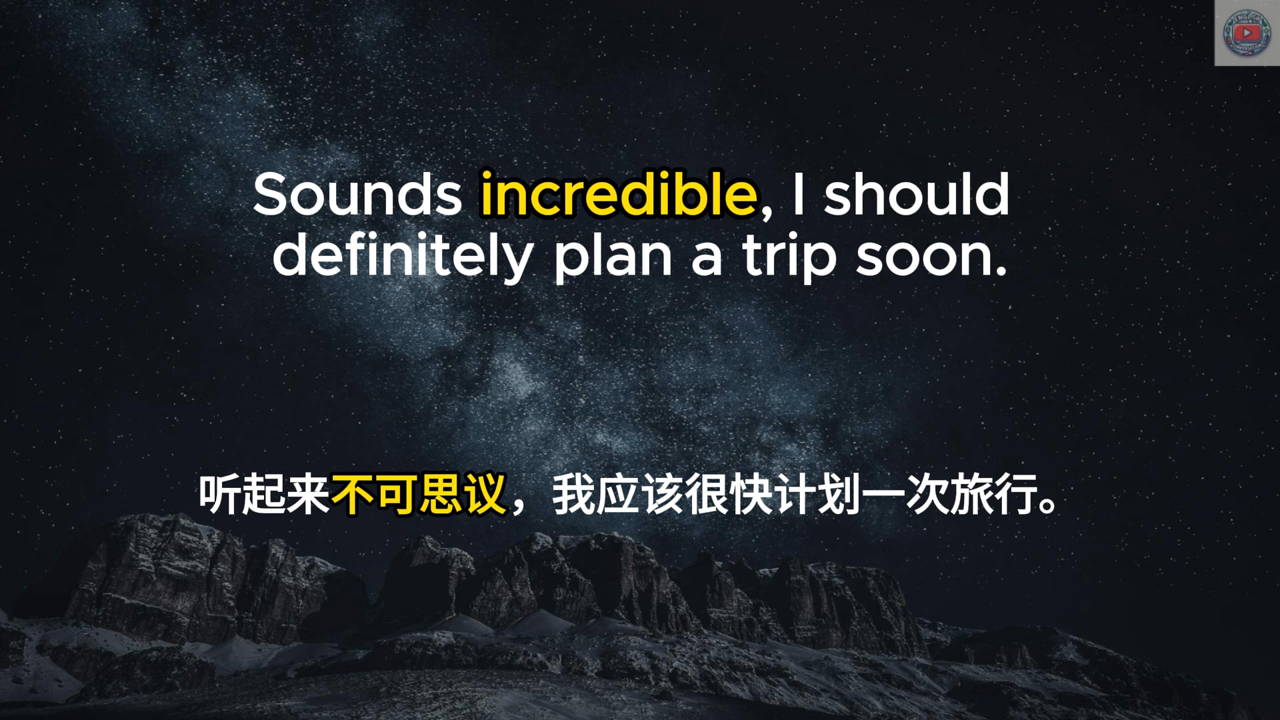 Sounds incredible, I should
definitely plan a trip soon.
听起来不可思议，我应该很快计划一次旅行。